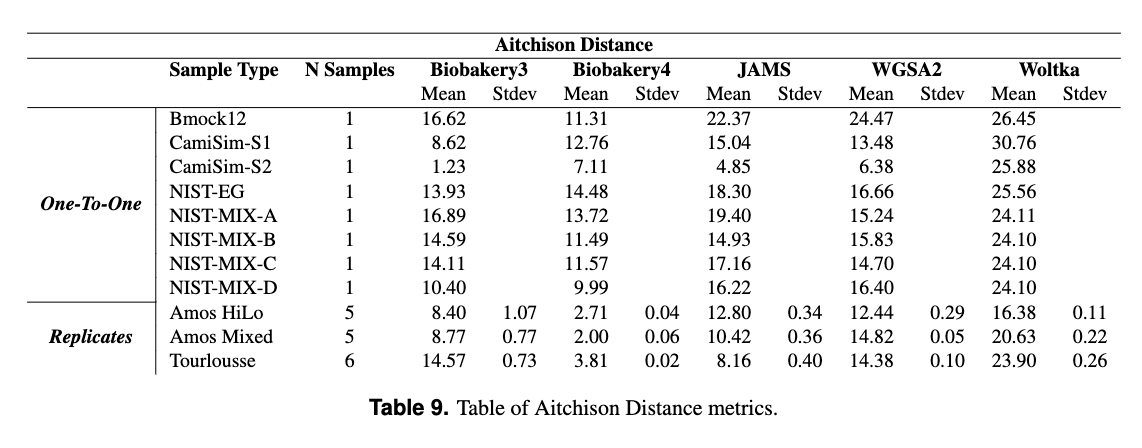 Aitchison Distance
Sample Type N Samples Biobakery3 Biobakery4 JAMS WGSA2 Woltka
Mean Stdev Mean Stdev Mean Stdev Mean Stdev Mean Stdev
Bmock12 1 16.62 11.31 22.37 24.47 26.45
CamiSim-S1 1 8.62 12.76 15.04 13.48 30.76
CamiSim-S2 1 1.23 7.11 4.85 6.38 25.88
NIST-EG 1 13.93 14.48 18.30 16.66 25.56
One-To-One
NIST-MIX-A 1 16.89 13.72 19.40 15.24 24.11
NIST-MIX-B 1 14.59 11.49 14.93 15.83 24.10
NIST-MIX-C 1 14.11 11.57 17.16 14.70 24.10
NIST-MIX-D 1 10.40 9.99 16.22 16.40 24.10
Amos HiLo 5 8.40 1.07 2.71 0.04 12.80 0.34 12.44 0.29 16.38 0.11
Replicates Amos Mixed 5 8.77 0.77 2.00 0.06 10.42 0.36 14.82 0.05 20.63 0.22
Tourlousse 6 14.57 0.73 3.81 0.02 8.16 0.40 14.38 0.10 23.90 0.26
Table 9. Table of Aitchison Distance metrics.